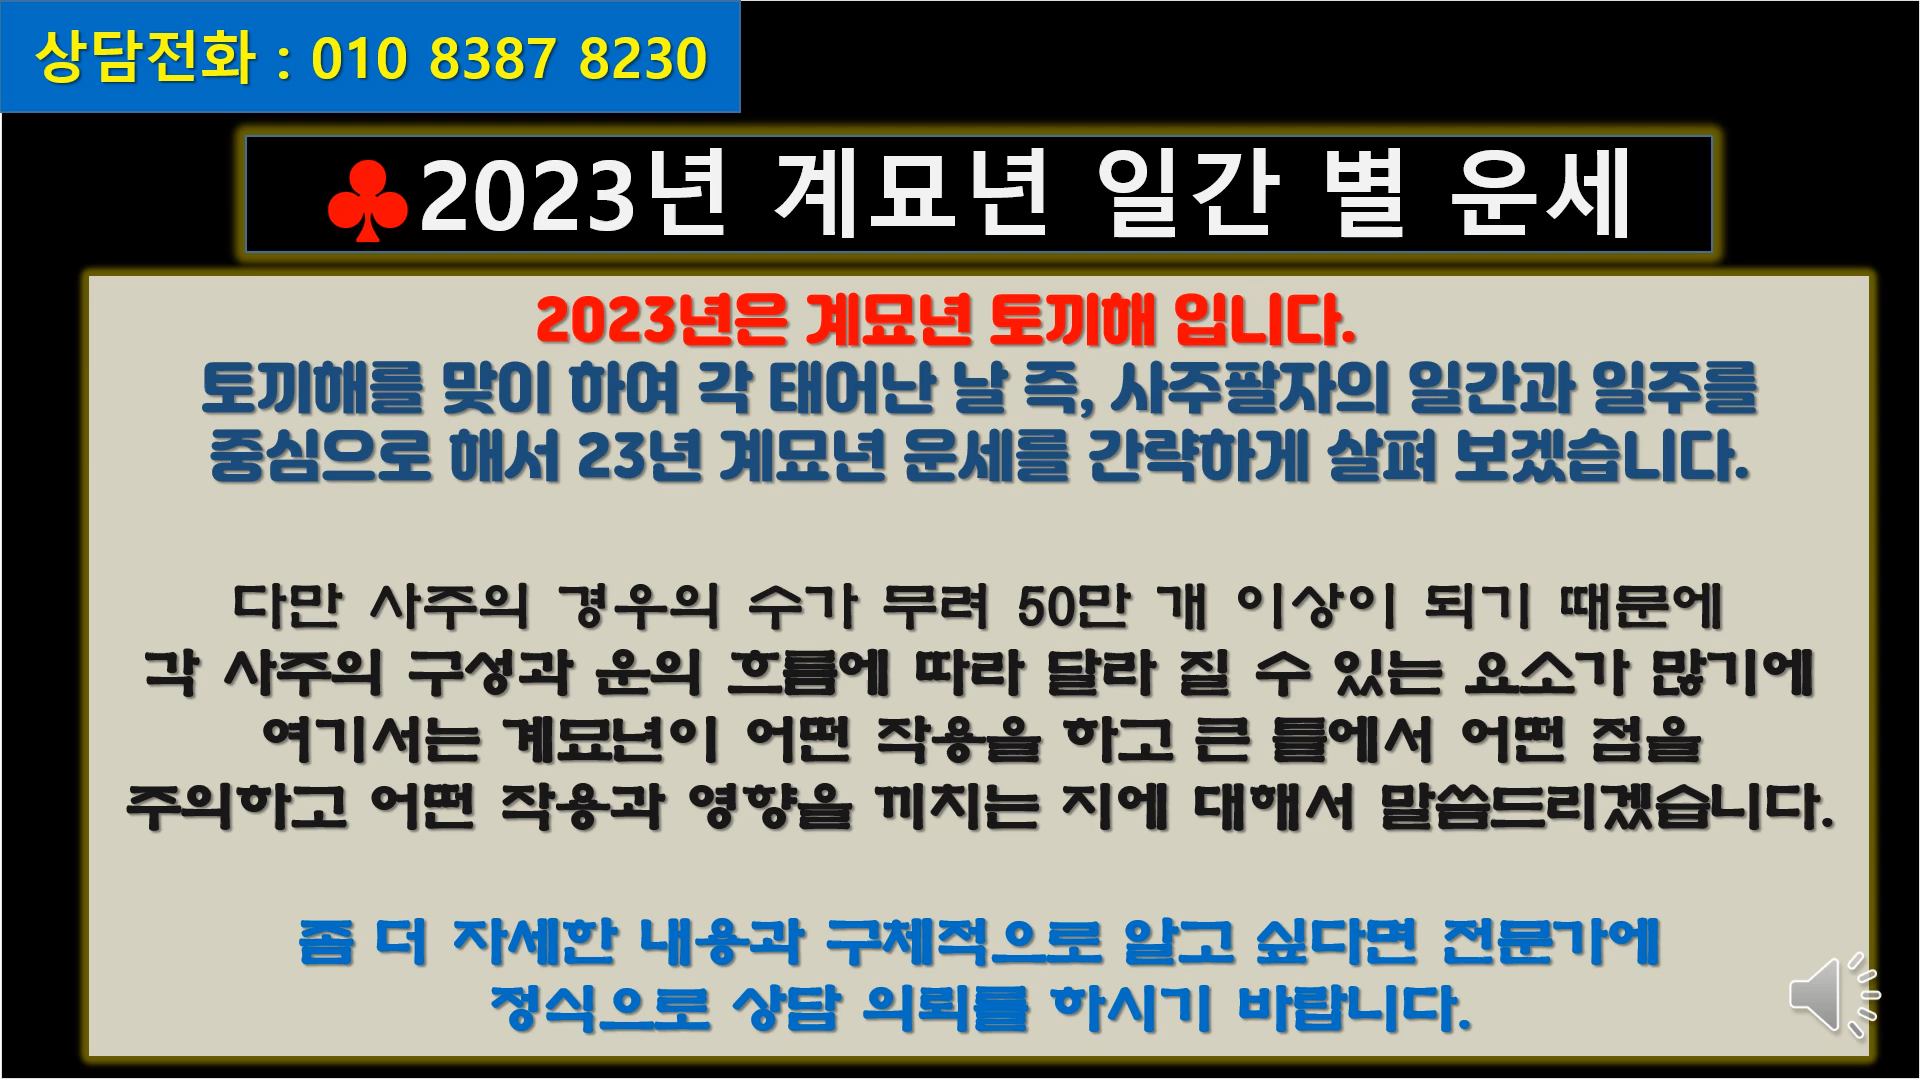 상담전화 : 010 8387 8230
♣2023년 계묘년 일간 별 운세
2023년은 계묘년 토끼해 입니다.
토끼해를 맞이 하여 각 태어난 날 즉, 사주팔자의 일간과 일주를
중심으로 해서 23년 계묘년 운세를 간략하게 살펴 보겠습니다.
다만 사주의 경우의 수가 무려 50만 개 이상이 되기 때문에
각 사주의 구성과 운의 흐름에 따라 달라 질 수 있는 요소가 많기에
여기서는 계묘년이 어떤 작용을 하고 큰 틀에서 어떤 점을
주의하고 어떤 작용과 영향을 끼치는 지에 대해서 말씀드리겠습니다.
좀 더 자세한 내용과 구체적으로 알고 싶다면 전문가에
정식으로 상담 의뢰를 하시기 바랍니다.